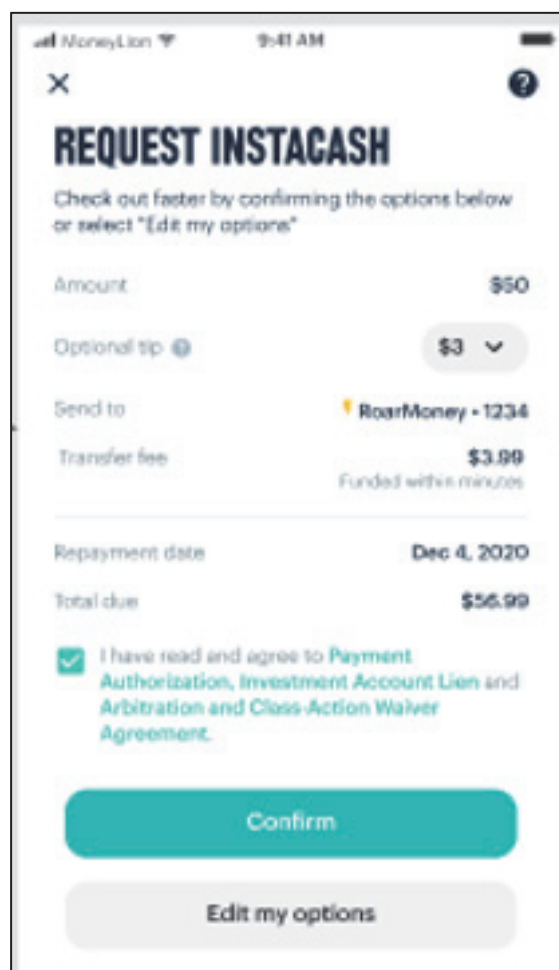 MoneyLion 9:41 AM
REQUEST INSTACASH
Check out faster by confirming the options below
or select "Edit my options"
Amount $50
Optional tip ? $3
Send to RoarMoney • 1234
Transfer fee $3.99
Funded within minutes
Repayment date Dec 4, 2020
Total due $56.99
I have read and agree to Payment
Authorization, Investment Account Lien and
Arbitration and Class-Action Waiver
Agreement.
Confirm
Edit my options